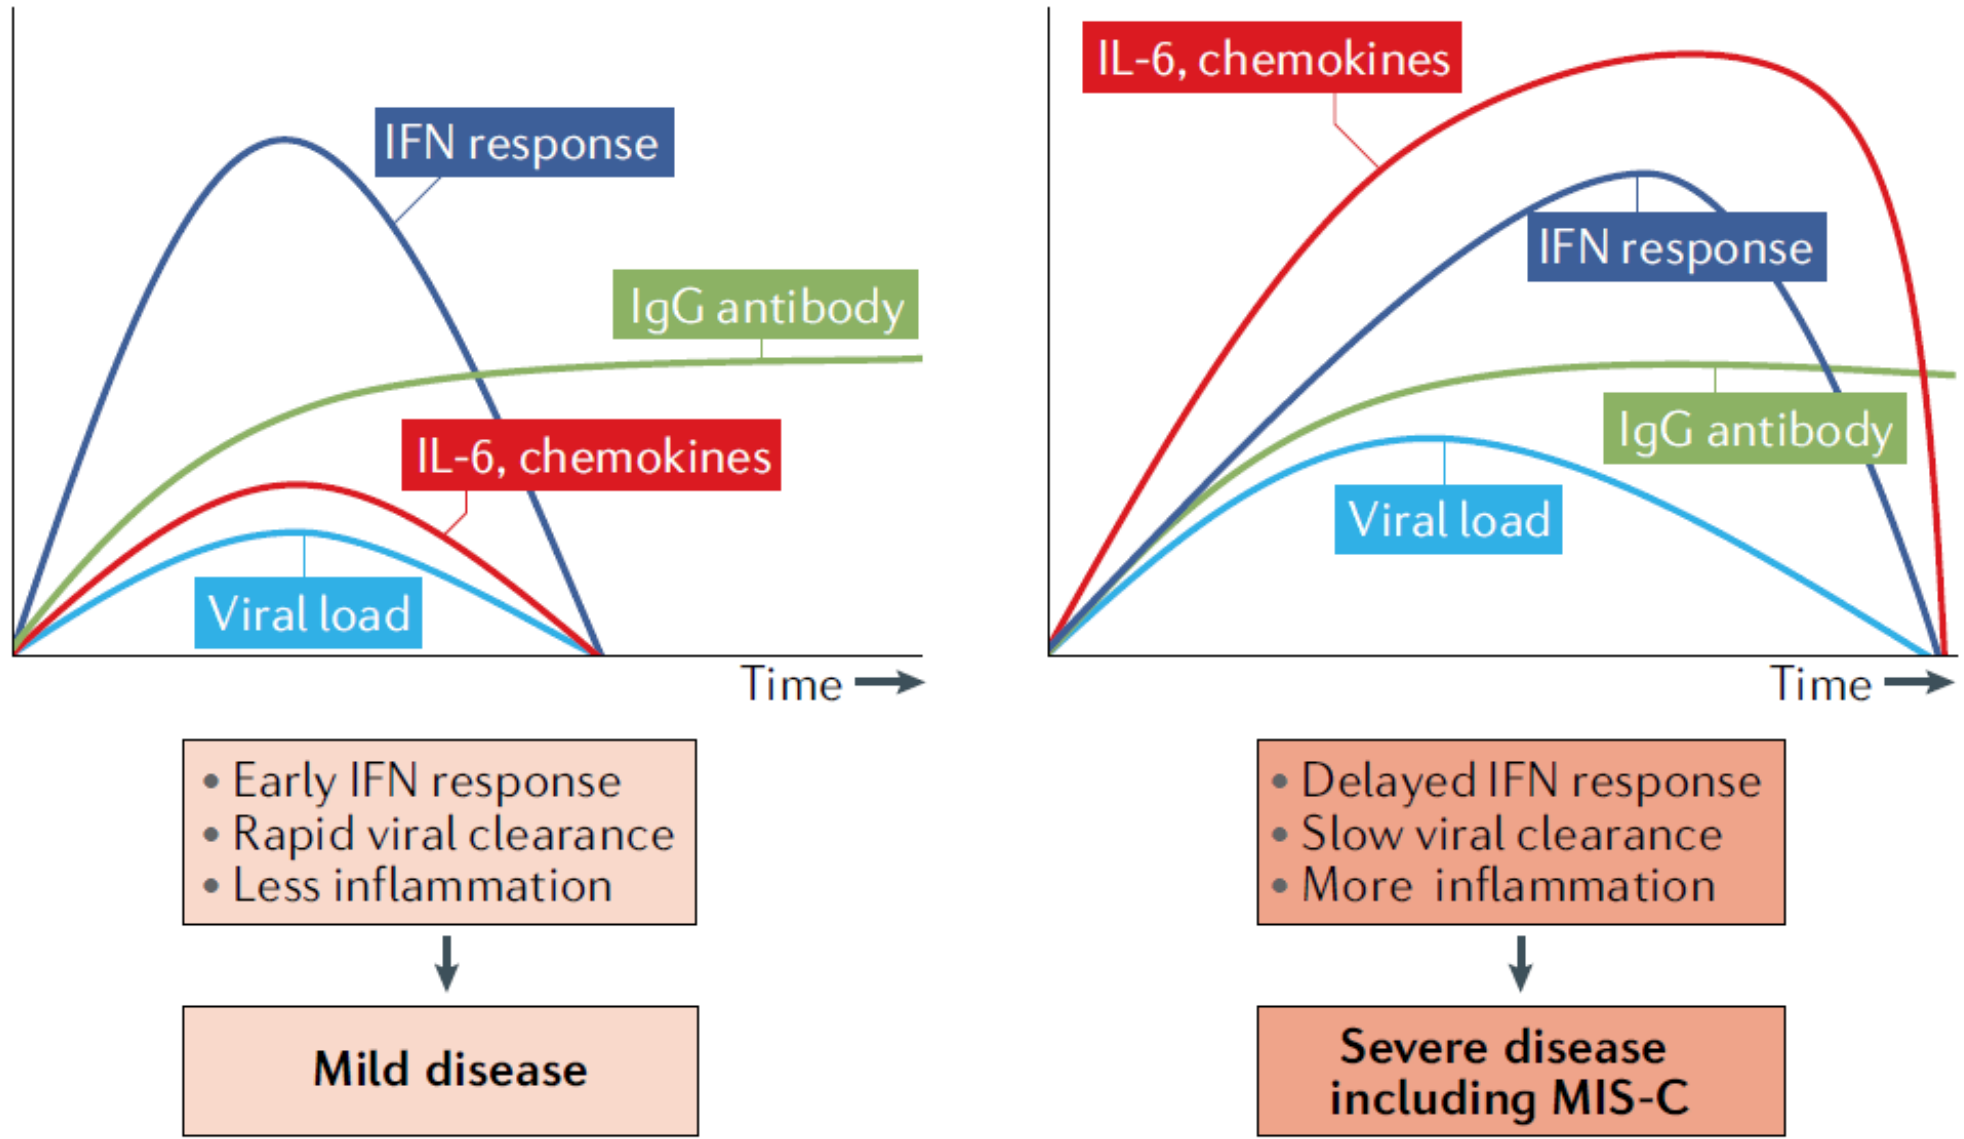 IFN response
IgG antibody
IL-6, chemokines
Viral load
Time
• Early IFN response
• Rapid viral clearance
• Less inflammation
Mild disease
IL-6, chemokines
IFN response
IgG antibody
Viral load
Time
• Delayed IFN response
• Slow viral clearance
• More inflammation
Severe disease
including MIS-C